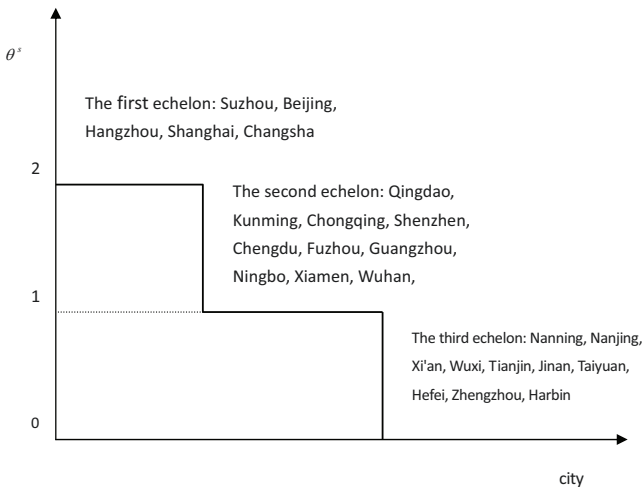 θˢ
The first echelon: Suzhou, Beijing,
Hangzhou, Shanghai, Changsha
2
The second echelon: Qingdao,
Kunming, Chongqing, Shenzhen,
Chengdu, Fuzhou, Guangzhou,
Ningbo, Xiamen, Wuhan,
1
The third echelon: Nanning, Nanjing,
Xi'an, Wuxi, Tianjin, Jinan, Taiyuan,
Hefei, Zhengzhou, Harbin
0
city